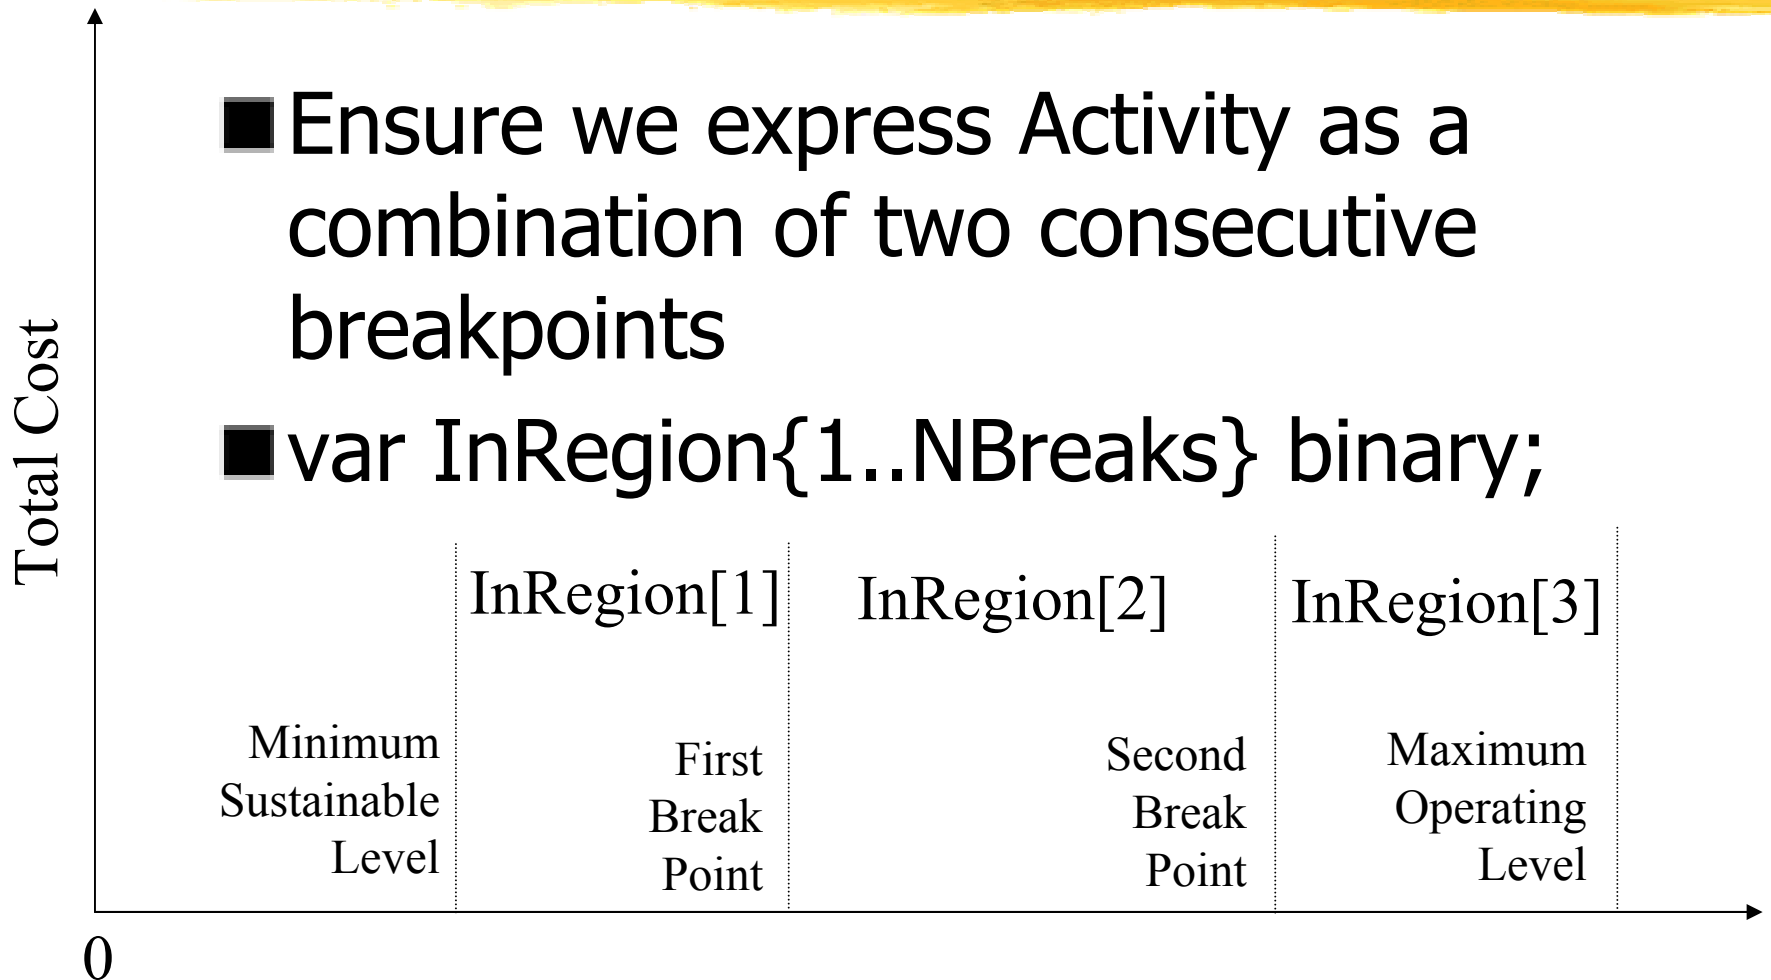 Ensure we express Activity as a
combination of two consecutive
breakpoints
var InRegion{1..NBreaks} binary;
Total Cost
InRegion[1]
InRegion[2]
InRegion[3]
Minimum
Sustainable
Level
First
Break
Point
Second
Break
Point
Maximum
Operating
Level
0